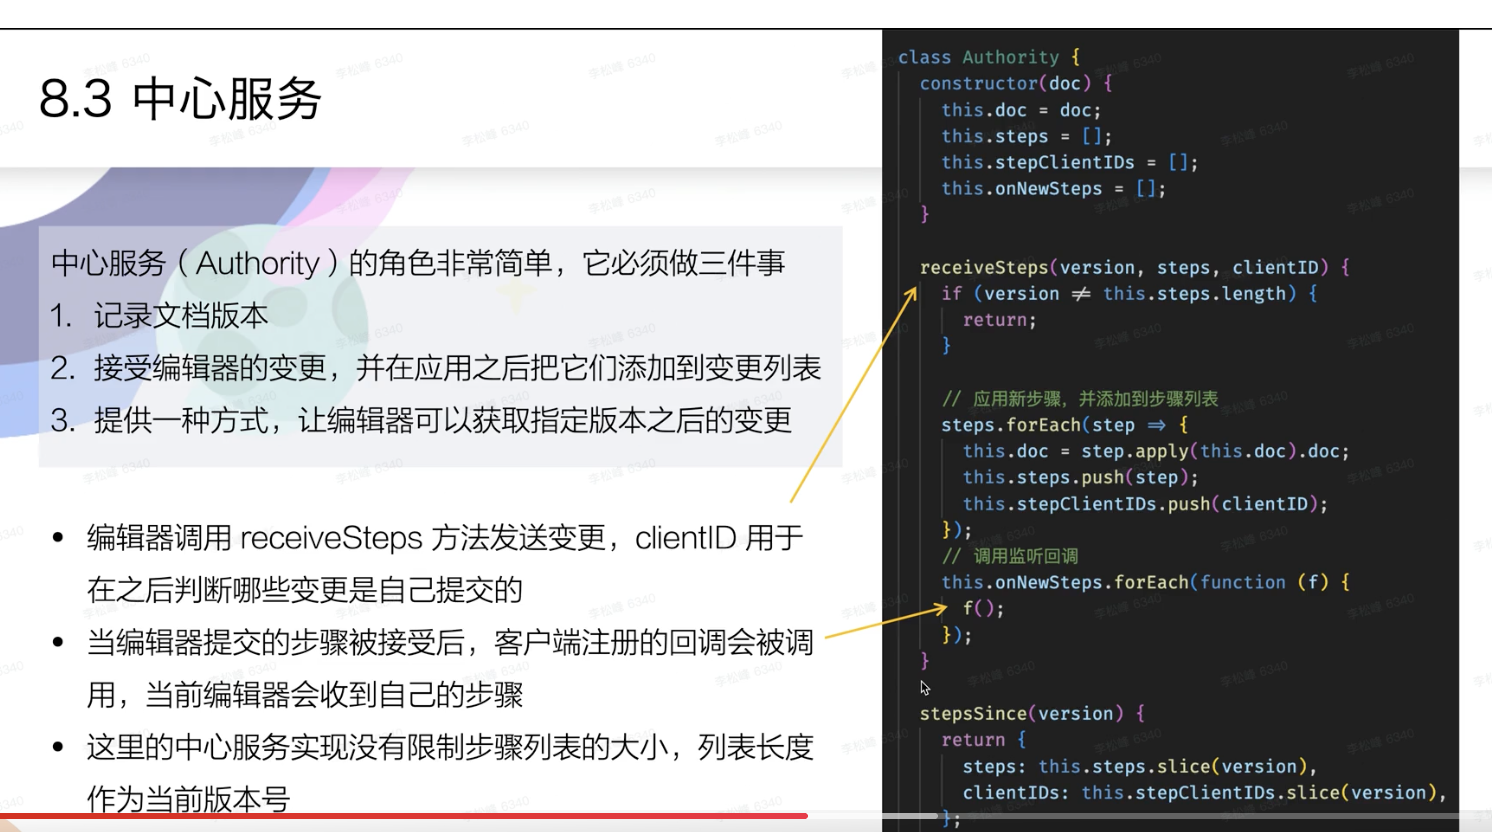 8.3 中心服务
中心服务（Authority）的角色非常简单，它必须做三件事
1. 记录文档版本
2. 接受编辑器的变更，并在应用之后把它们添加到变更列表
3. 提供一种方式，让编辑器可以获取指定版本之后的变更
• 编辑器调用 receiveSteps 方法发送变更，clientID 用于
在之后判断哪些变更是自己提交的
• 当编辑器提交的步骤被接受后，客户端注册的回调会被调
用，当前编辑器会收到自己的步骤
• 这里的中心服务实现没有限制步骤列表的大小，列表长度
作为当前版本号
class Authority {
constructor(doc) {
this.doc = doc;
this.steps = [];
this.stepClientIDs = [];
this.onNewSteps = [];
}
receiveSteps(version, steps, clientID) {
if (version ≠ this.steps.length) {
return;
}
// 应用新步骤，并添加到步骤列表
steps.forEach(step ⇒ {
this.doc = step.apply(this.doc).doc;
this.steps.push(step);
this.stepClientIDs.push(clientID);
});
// 调用监听回调
this.onNewSteps.forEach(function (f) {
f();
});
}
stepsSince(version) {
return {
steps: this.steps.slice(version),
clientIDs: this.stepClientIDs.slice(version),
};
李松峰 6340